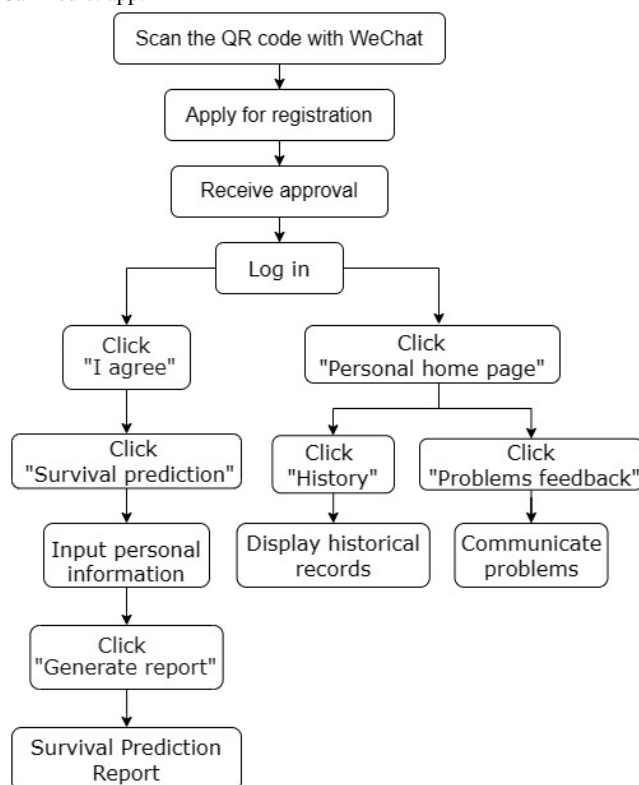 Scan the QR code with WeChat
Apply for registration
Receive approval
Log in
Click
"I agree"
Click
"Personal home page"
Click
"Survival prediction"
Click
"History"
Click
"Problems feedback"
Input personal
information
Display historical
records
Communicate
problems
Click
"Generate report"
Survival Prediction
Report